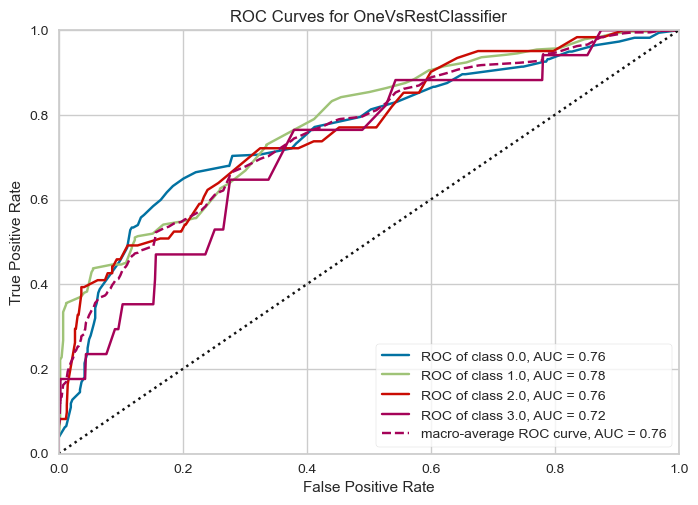 ROC Curves for OneVsRestClassifier
True Positive Rate
1.0
0.8
0.6
0.4
0.2
0.0
0.0 0.2 0.4 0.6 0.8 1.0
False Positive Rate
ROC of class 0.0, AUC = 0.76
ROC of class 1.0, AUC = 0.78
ROC of class 2.0, AUC = 0.76
ROC of class 3.0, AUC = 0.72
macro-average ROC curve, AUC = 0.76